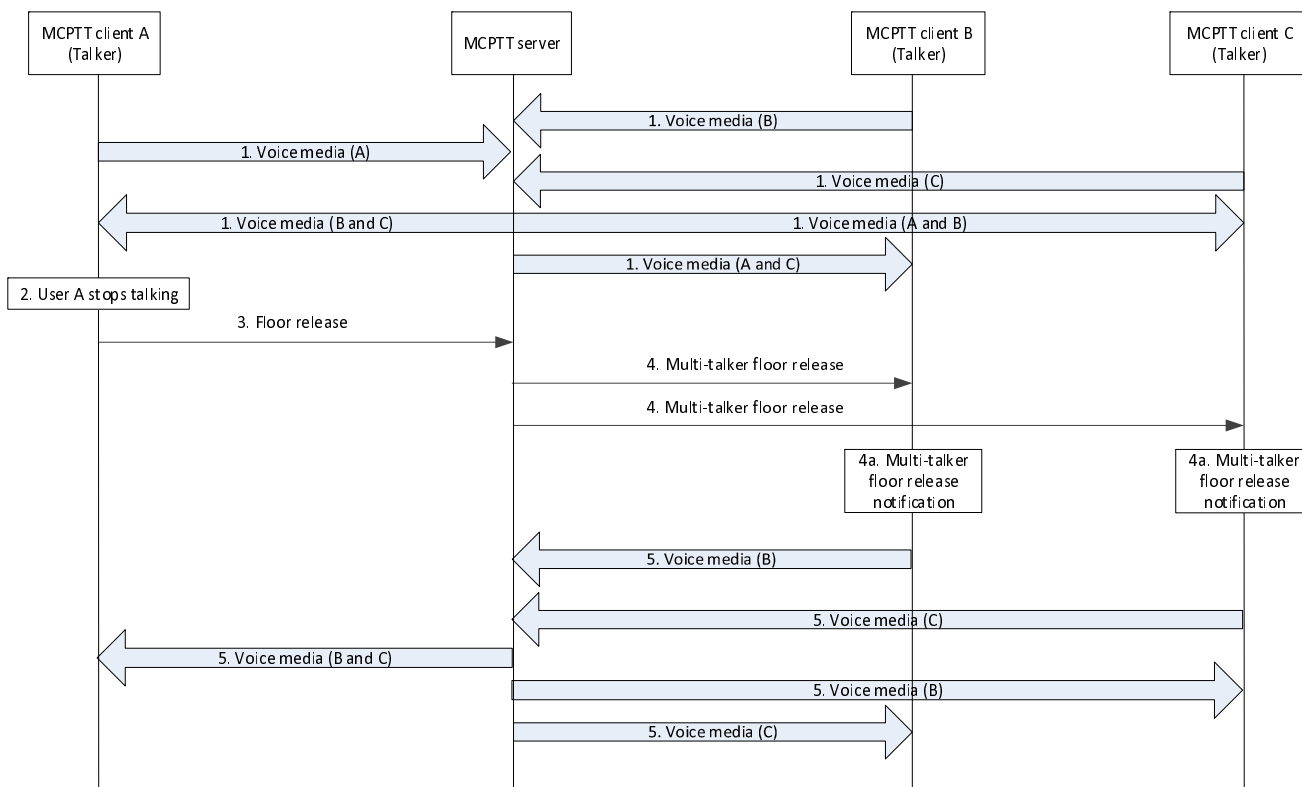 MCPTT client A
(Talker)
MCPTT server
MCPTT client B
(Talker)
MCPTT client C
(Talker)
1. Voice media (B)
1. Voice media (A)
1. Voice media (C)
1. Voice media (B and C)
1. Voice media (A and B)
1. Voice media (A and C)
2. User A stops talking
3. Floor release
4. Multi-talker floor release
4. Multi-talker floor release
4a. Multi-talker
floor release
notification
4a. Multi-talker
floor release
notification
5. Voice media (B)
5. Voice media (C)
5. Voice media (B and C)
5. Voice media (B)
5. Voice media (C)